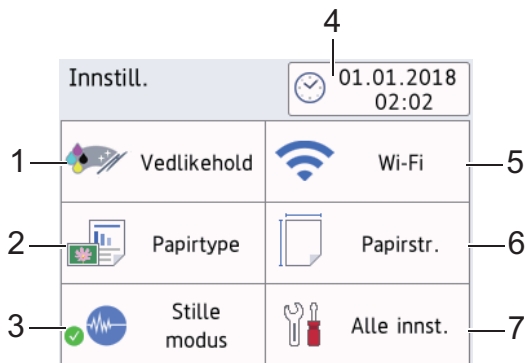 4
Innstill.
01.01.2018
02:02
1
Vedlikehold
Wi-Fi
5
2
Papirtype
Papirstr.
6
3
Stille
modus
Alle innst.
7